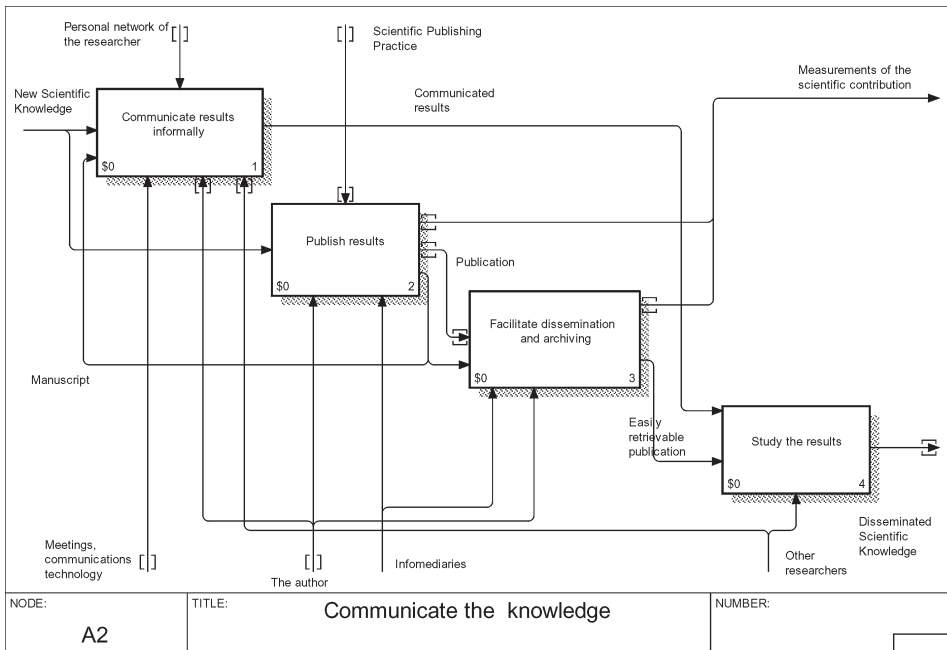 Personal network of
the researcher
Scientific Publishing
Practice
Measurements of the
scientific contribution
New Scientific
Knowledge
Communicated
results
Communicate results
informally
$0
1
Publish results
$0
2
Publication
Facilitate dissemination
and archiving
$0
3
Manuscript
Easily
retrievable
publication
Study the results
$0
4
Disseminated
Scientific
Knowledge
Meetings,
communications
technology
The author
Infomediaries
Other
researchers
NODE:
A2
TITLE:
Communicate the knowledge
NUMBER: